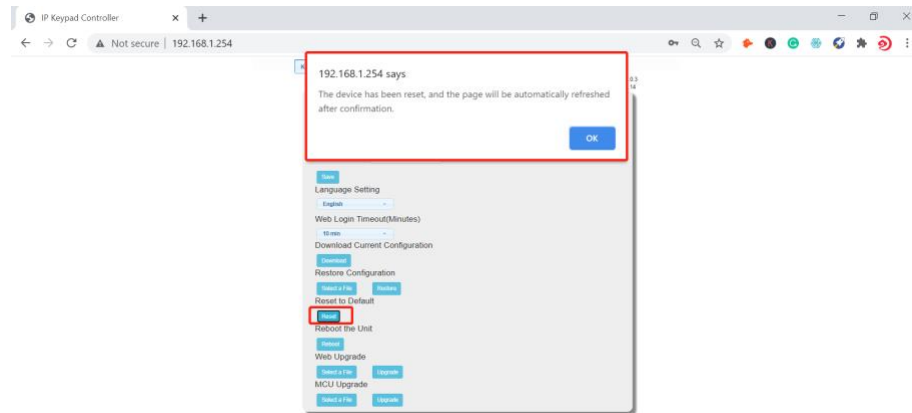 IP Keypad Controller
Not secure | 192.168.1.254
K
192.168.1.254 says
0.3
14
The device has been reset, and the page will be automatically refreshed
after confirmation.
OK
Save
Language Setting
English
Web Login Timeout(Minutes)
10 min
Download Current Configuration
Download
Restore Configuration
Select a File Restore
Reset to Default
Reset
Reboot the Unit
Reboot
Web Upgrade
Select a File Upgrade
MCU Upgrade
Select a File Upgrade